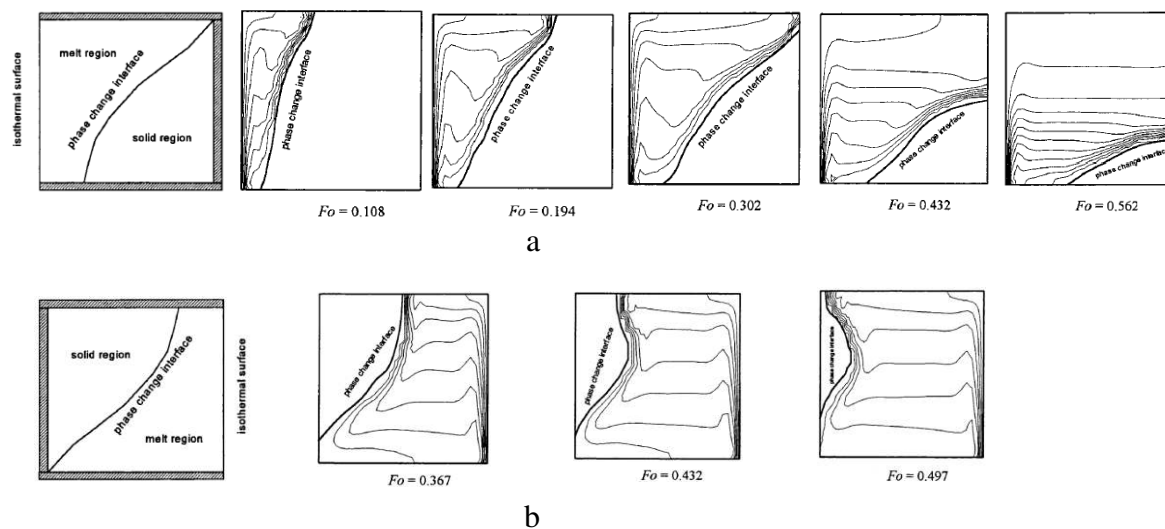 isothermal surface
melt region
phase change interface
solid region
phase change interface
Fo = 0.108
phase change interface
Fo = 0.194
phase change interface
Fo = 0.302
phase change interface
Fo = 0.432
phase change interface
Fo = 0.562
a
solid region
phase change interface
melt region
isothermal surface
phase change interface
Fo = 0.367
phase change interface
Fo = 0.432
phase change interface
Fo = 0.497
b